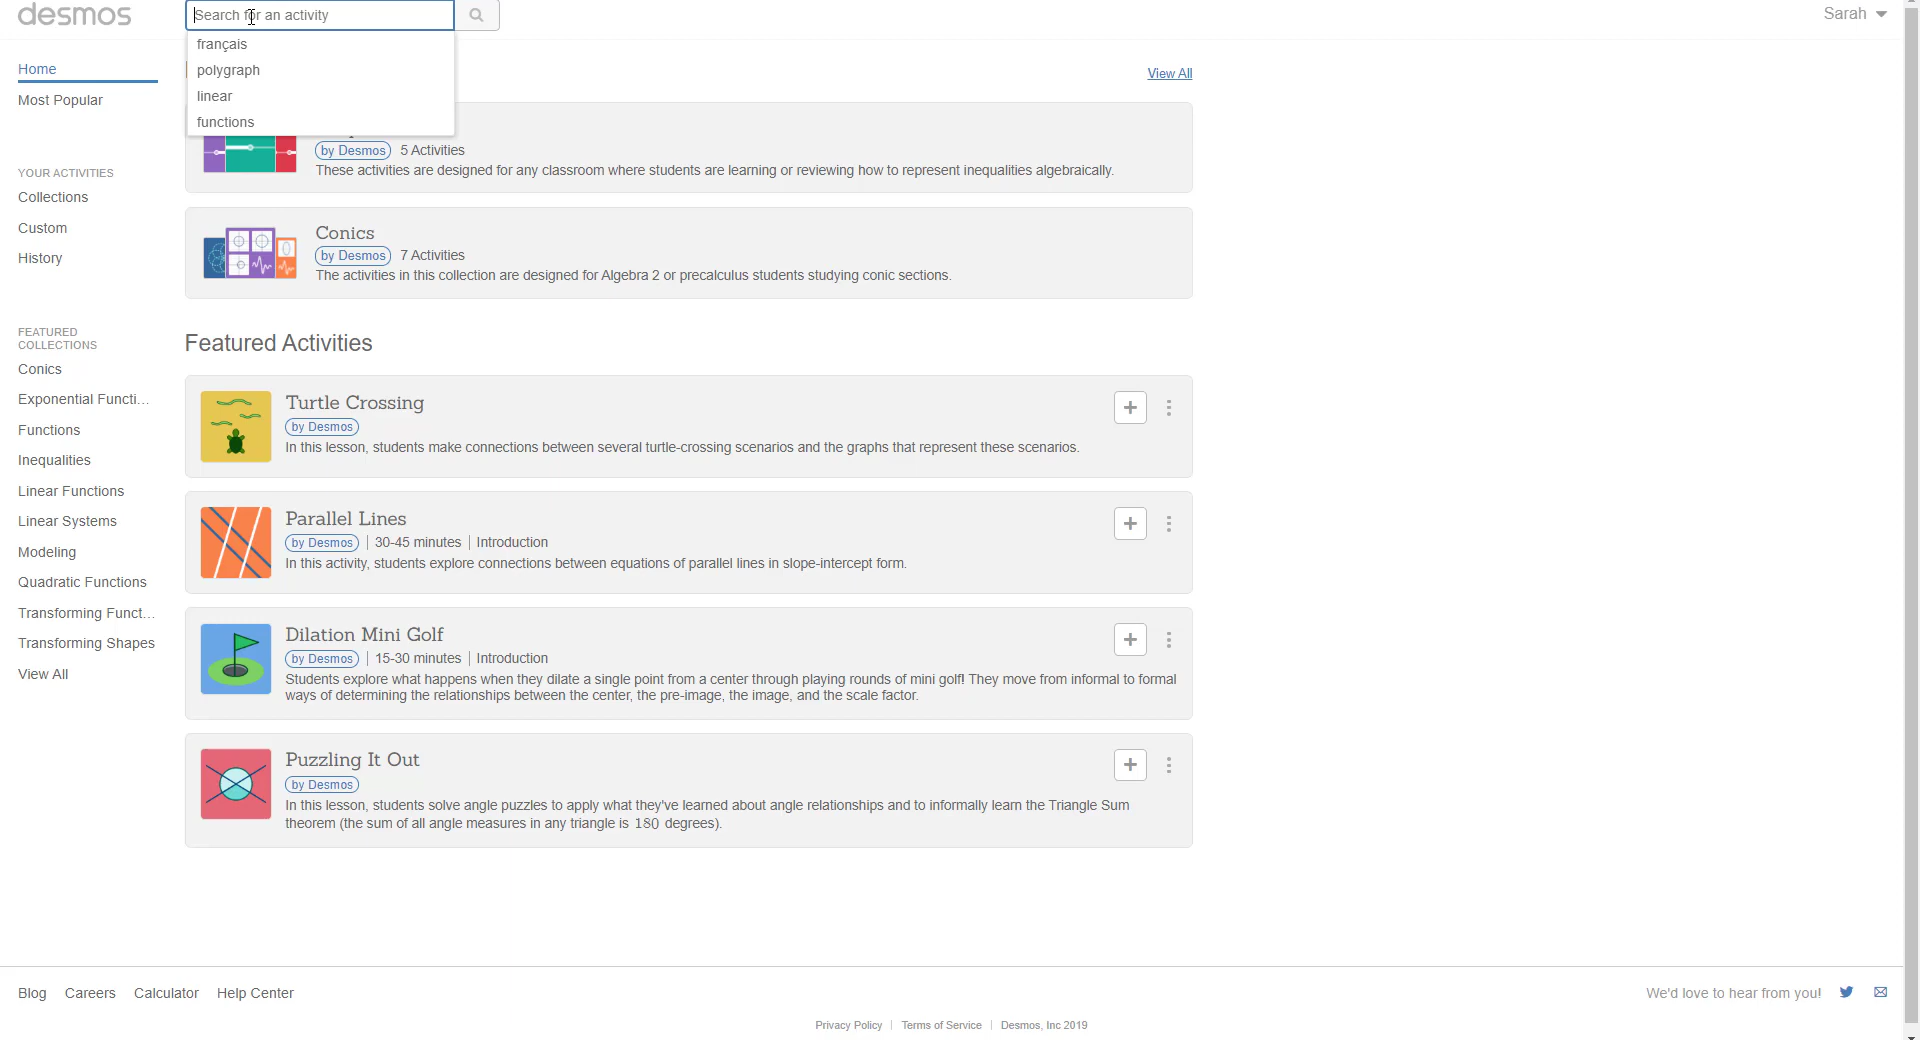 desmos
Search for an activity
Sarah
français
polygraph
linear
functions
Home
Most Popular
YOUR ACTIVITIES
Collections
Custom
History
FEATURED
COLLECTIONS
Conics
Exponential Functi...
Functions
Inequalities
Linear Functions
Linear Systems
Modeling
Quadratic Functions
Transforming Funct...
Transforming Shapes
View All
View All
by Desmos 5 Activities
These activities are designed for any classroom where students are learning or reviewing how to represent inequalities algebraically.
Conics
by Desmos 7 Activities
The activities in this collection are designed for Algebra 2 or precalculus students studying conic sections.
Featured Activities
Turtle Crossing
by Desmos
In this lesson, students make connections between several turtle-crossing scenarios and the graphs that represent these scenarios.
Parallel Lines
by Desmos | 30-45 minutes | Introduction
In this activity, students explore connections between equations of parallel lines in slope-intercept form.
Dilation Mini Golf
by Desmos | 15-30 minutes | Introduction
Students explore what happens when they dilate a single point from a center through playing rounds of mini golf! They move from informal to formal
ways of determining the relationships between the center, the pre-image, the image, and the scale factor.
Puzzling It Out
by Desmos
In this lesson, students solve angle puzzles to apply what they've learned about angle relationships and to informally learn the Triangle Sum
theorem (the sum of all angle measures in any triangle is 180 degrees).
Blog Careers Calculator Help Center
We'd love to hear from you!
Privacy Policy | Terms of Service | Desmos, Inc 2019